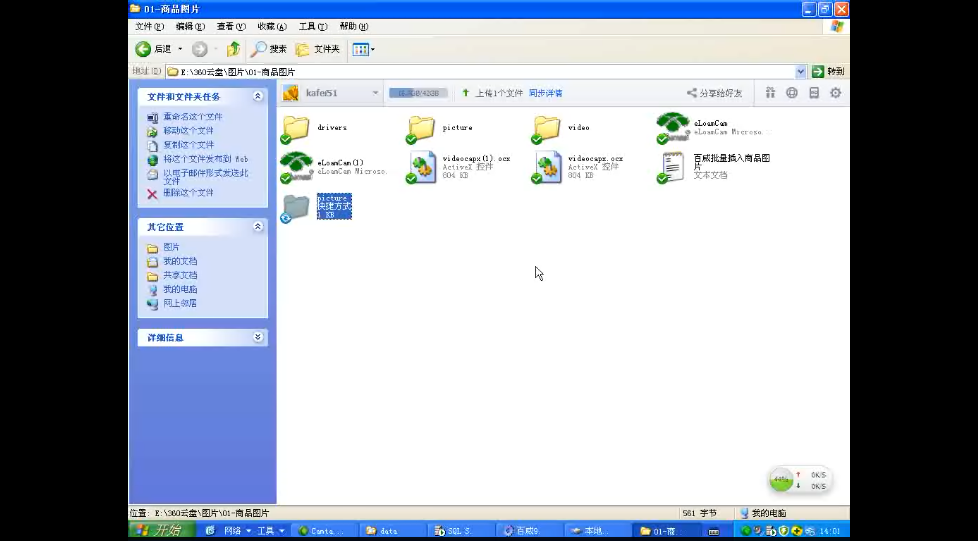 01-商品图片
文件(F) 编辑(E) 查看(V) 收藏(A) 工具(T) 帮助(H)
后退 搜索 文件夹
地址(D) E:\360云盘\图片\01-商品图片 转到
文件和文件夹任务
重命名这个文件
移动这个文件
复制这个文件
将这个文件发布到 Web
以电子邮件形式发送此
文件
删除这个文件
其它位置
图片
我的文档
共享文档
我的电脑
网上邻居
详细信息
kafei51 上传1个文件 同步详情 分享给好友
drivers
picture
video
eLoamCam
eLoamCam Microso...
eLoamCam(1)
eLoamCam Microso...
videocapx(1).ocx
ActiveX 控件
804 KB
videocapx.ocx
ActiveX 控件
804 KB
百威批量插入商品图
片
文本文档
picture
快捷方式
1 KB
44%
0K/S
0K/S
位置: E:\360云盘\图片\01-商品图片 561 字节 我的电脑
开始 网络 工具 Camta... data SQL S... 百威9... 本地... 01-商... 14:01